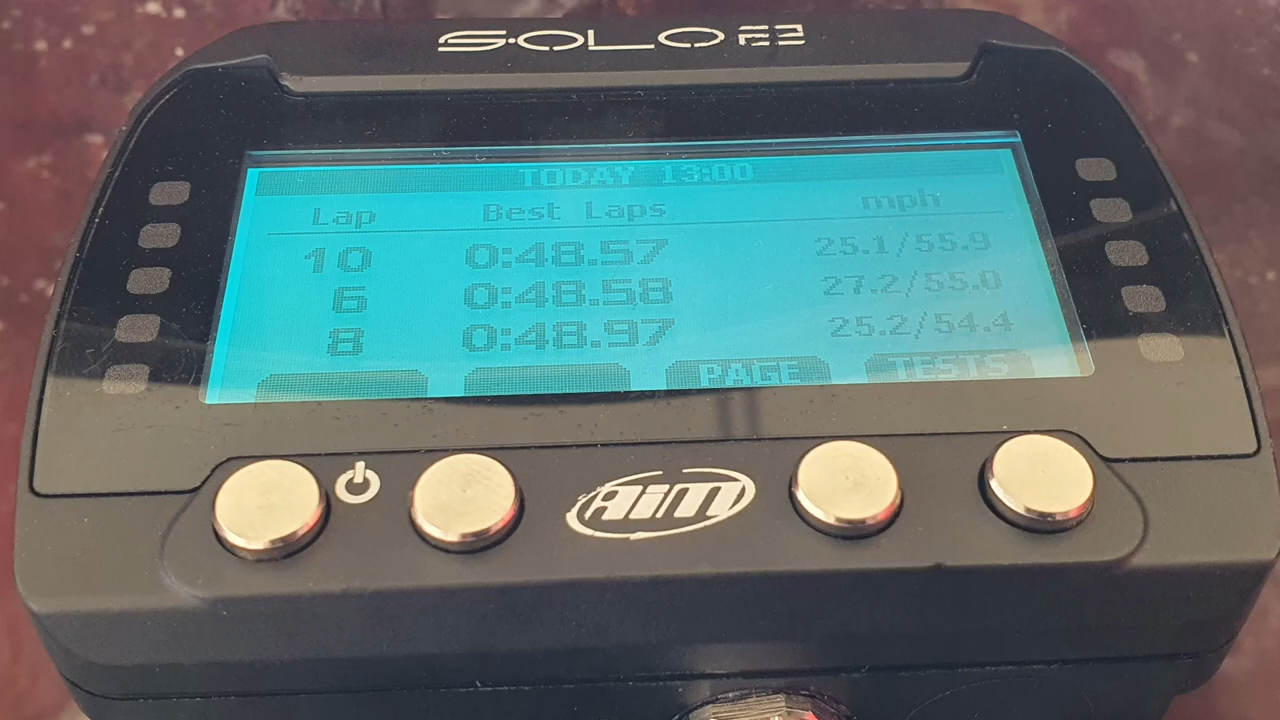 SOLO 2
TODAY 13:00
Lap Best Laps mph
10 0:48.57 25.1/55.9
6 0:48.58 27.2/55.0
8 0:48.97 25.2/54.4
PAGE TESTS
AiM